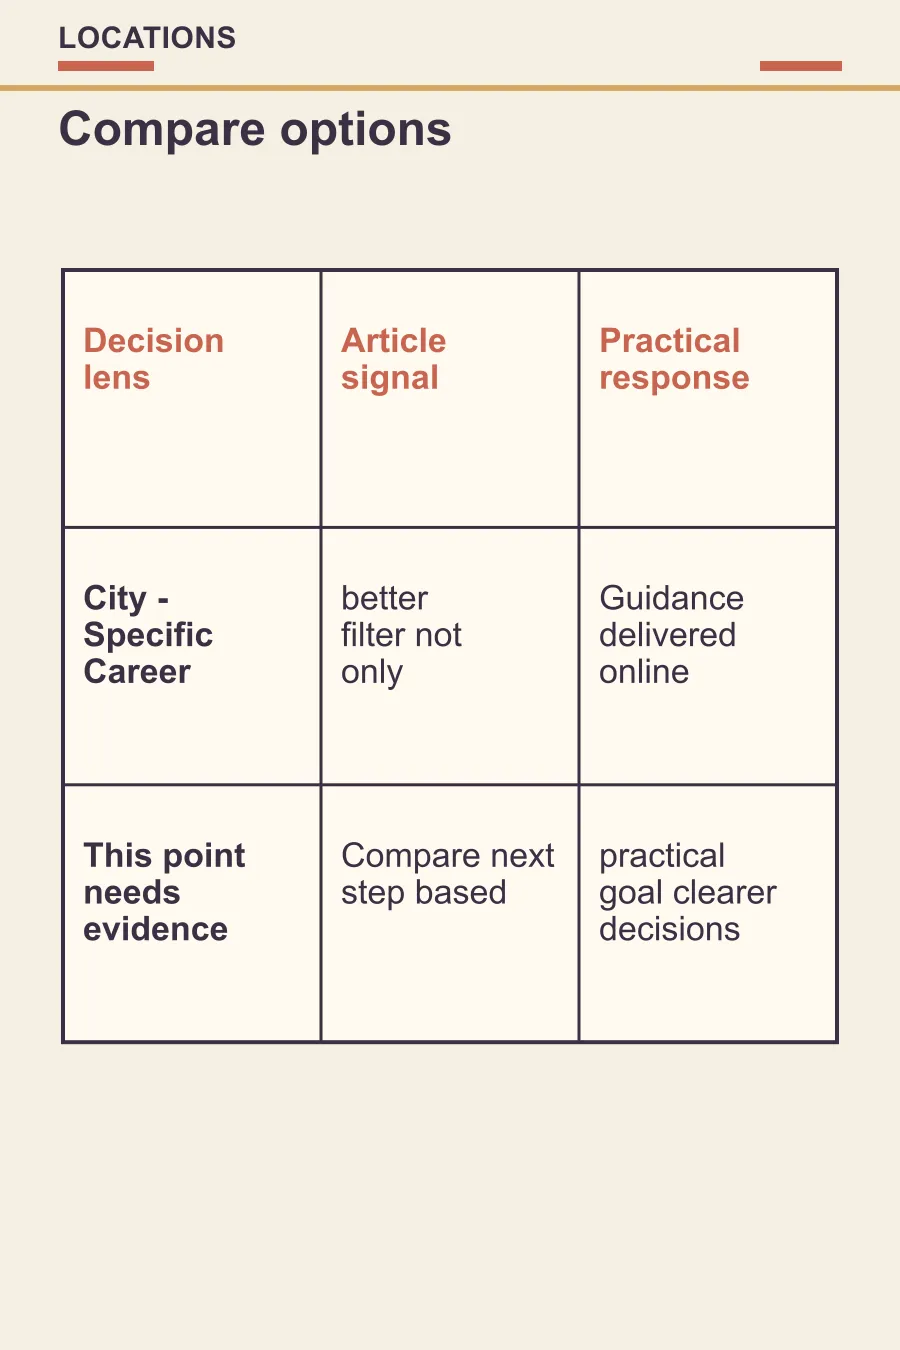 LOCATIONS
Compare options
Decision
lens
Article
signal
Practical
response
City -
Specific
Career
better
filter not
only
Guidance
delivered
online
This point
needs
evidence
Compare next
step based
practical
goal clearer
decisions